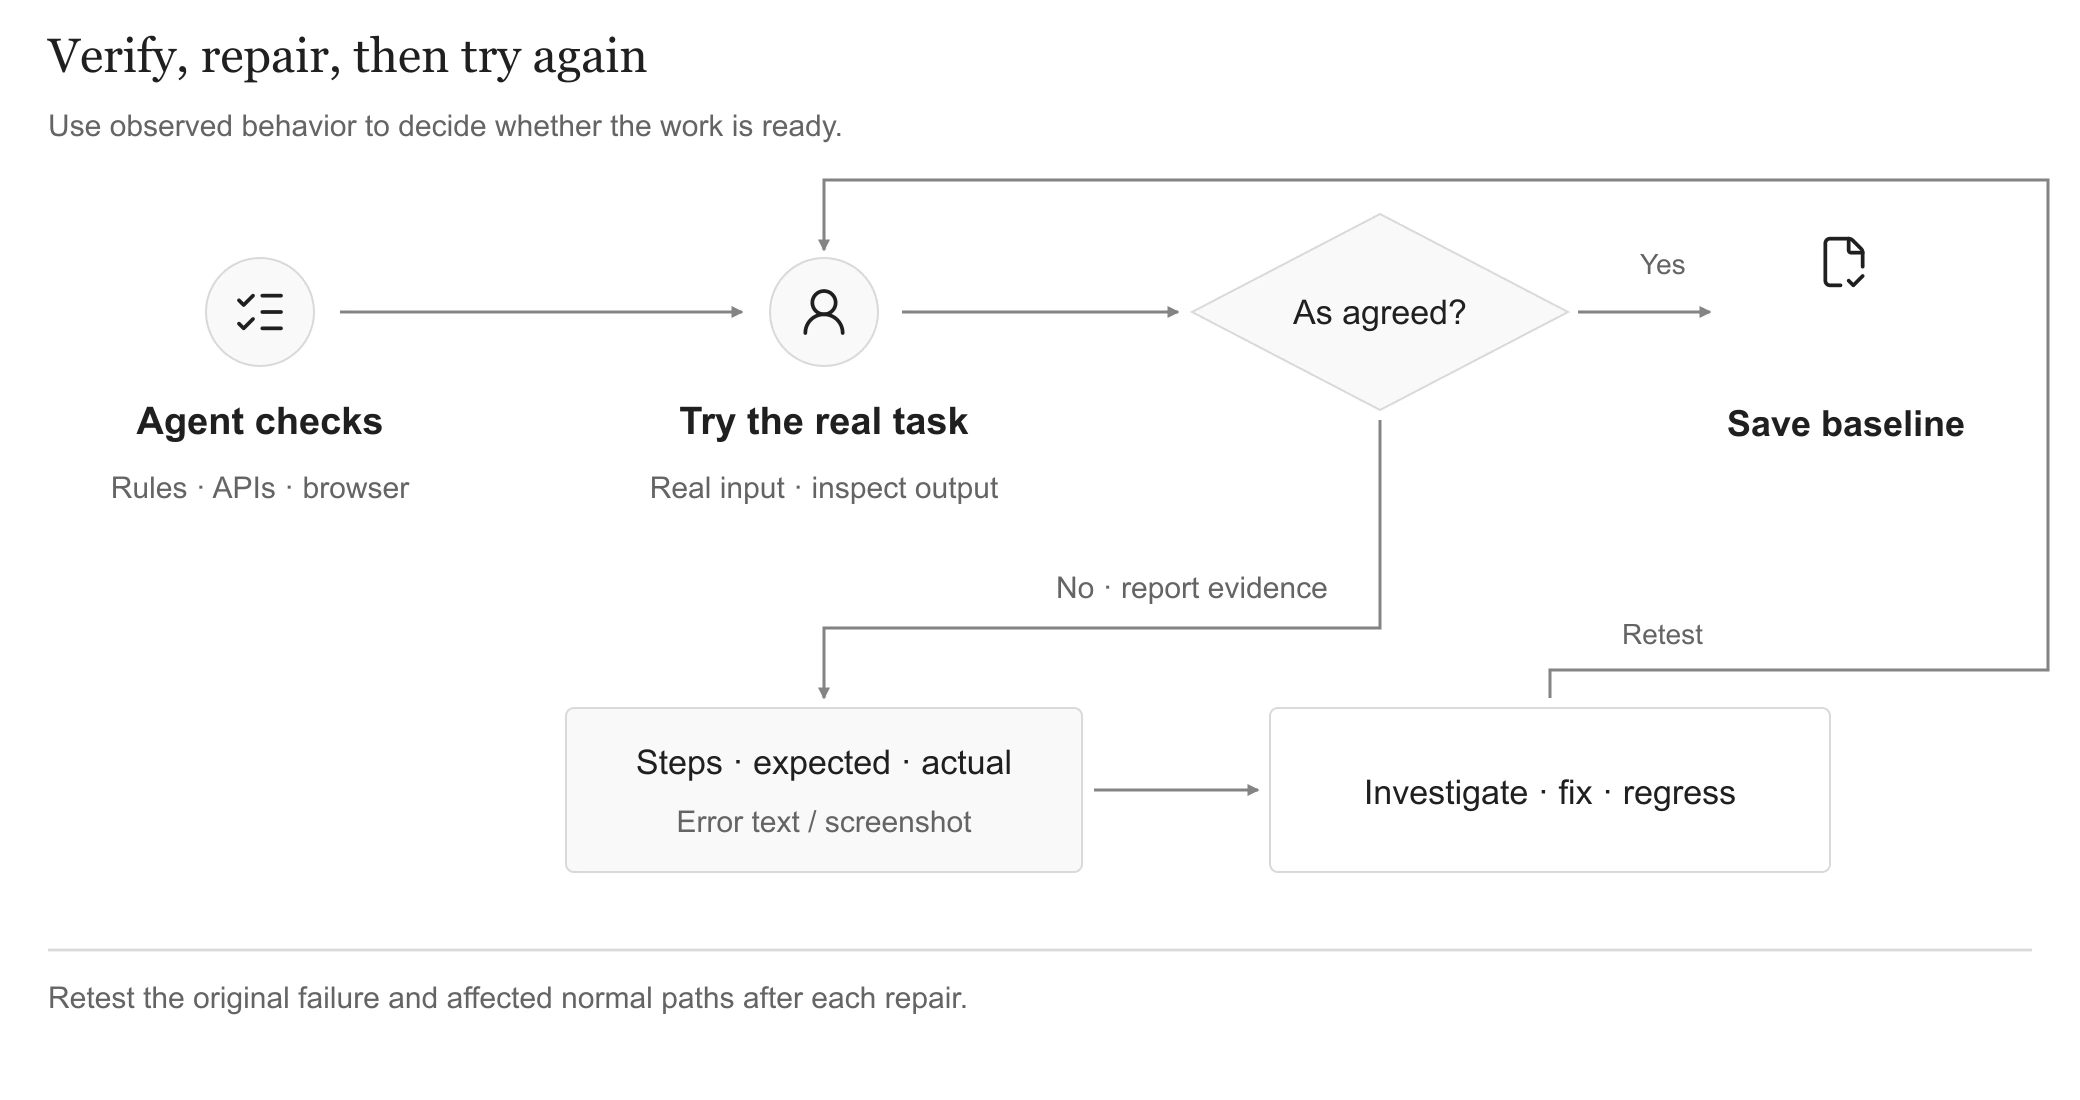 Verify, repair, then try again
Use observed behavior to decide whether the work is ready.
Yes
As agreed?
Agent checks
Try the real task
Save baseline
Rules · APIs · browser
Real input · inspect output
No · report evidence
Retest
Steps · expected · actual
Error text / screenshot
Investigate · fix · regress
Retest the original failure and affected normal paths after each repair.